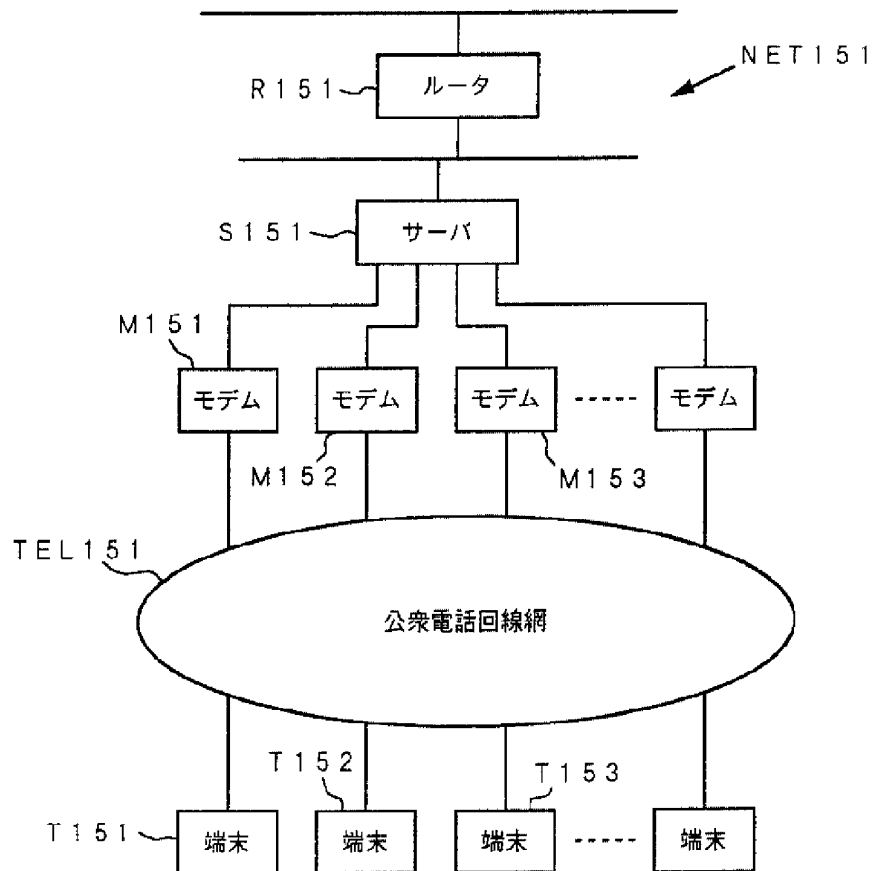 NET151
R151
ルータ
S151
サーバ
M151
モデム
モデム
モデム
-----
モデム
M152
M153
TEL151
公衆電話回線網
T152
T153
T151
端末
端末
端末
-----
端末